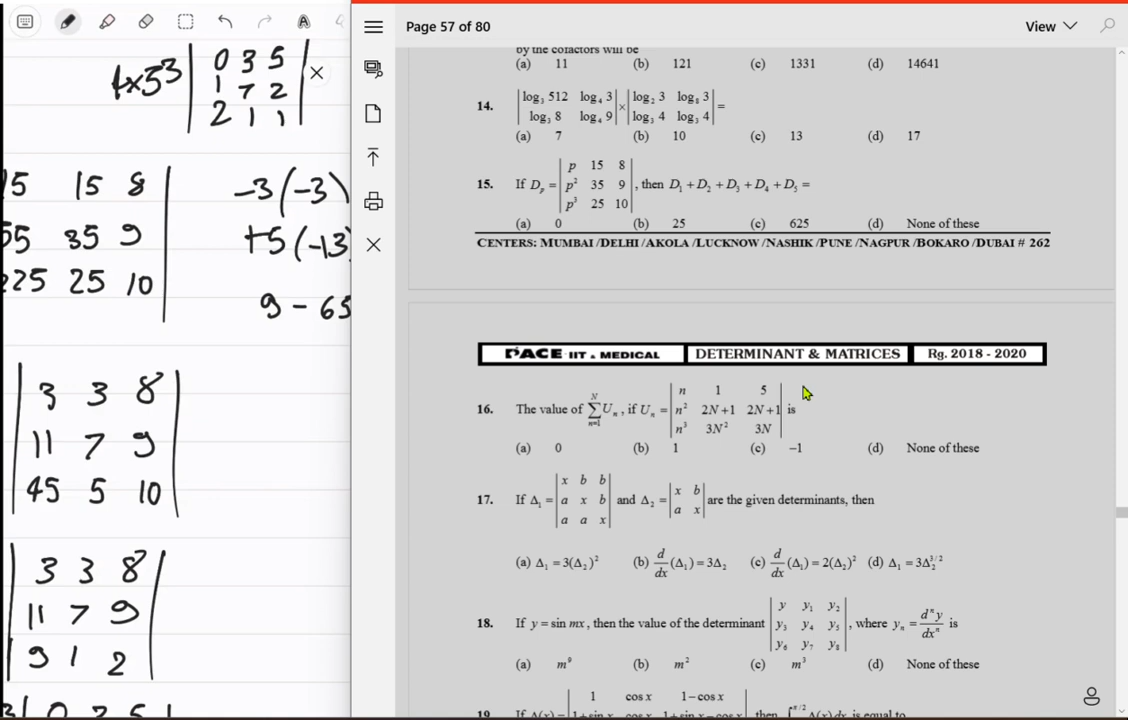 Page 57 of 80
View
4x5³ | 0 3 5
1 7 2
2 1 1 |
15 8
35 9
225 25 10
-3(-3)
+5(-13)
9 - 65
| 3 3 8
11 7 9
45 5 10 |
| 3 3 8
11 7 9
9 1 2 |
by the cofactors will be
(a) 11 (b) 121 (c) 1331 (d) 14641
14. | log₃ 512 log₄ 3 | × | log₂ 3 log₈ 3 | =
| log₃ 8 log₄ 9 | | log₃ 4 log₃ 4 |
(a) 7 (b) 10 (c) 13 (d) 17
15. If Dₚ = | p 15 8
p² 35 9
p³ 25 10 | , then D₁ + D₂ + D₃ + D₄ + D₅ =
(a) 0 (b) 25 (c) 625 (d) None of these
CENTERS: MUMBAI /DELHI /AKOLA /LUCKNOW /NASHIK /PUNE /NAGPUR /BOKARO /DUBAI # 262
PACE IIT & MEDICAL DETERMINANT & MATRICES Rg. 2018 - 2020
16. The value of ∑ₙ₌₁ᴺ Uₙ, if Uₙ = | n 1 5
n² 2N+1 2N+1
n³ 3N² 3N | is
(a) 0 (b) 1 (c) −1 (d) None of these
17. If Δ₁ = | x b b
a x b
a a x | and Δ₂ = | x b
a x | are the given determinants, then
(a) Δ₁ = 3(Δ₂)² (b) d/dx (Δ₁) = 3Δ₂ (c) d/dx (Δ₁) = 2(Δ₂)² (d) Δ₁ = 3Δ₂^(3/2)
18. If y = sin mx, then the value of the determinant | y y₁ y₂
y₃ y₄ y₅
y₆ y₇ y₈ | , where yₙ = dⁿy/dxⁿ is
(a) m⁹ (b) m² (c) m³ (d) None of these
1 cos x 1− cos x